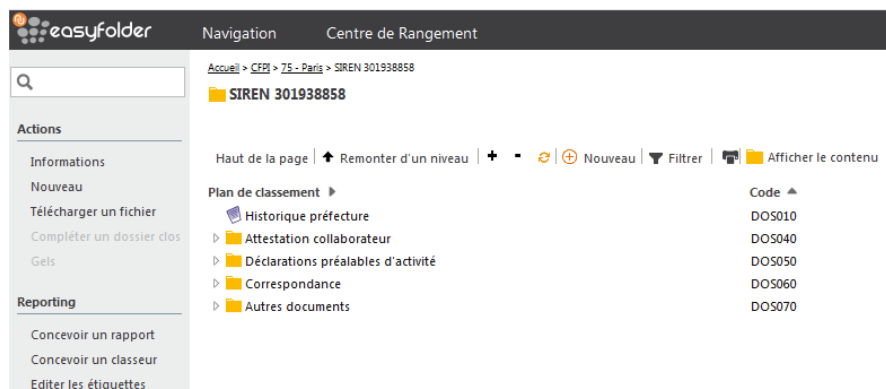 easyfolder
Navigation Centre de Rangement
Accueil > CFPI > 75 - Paris > SIREN 301938858
SIREN 301938858
Actions
Informations
Nouveau
Télécharger un fichier
Compléter un dossier clos
Gels
Reporting
Concevoir un rapport
Concevoir un classeur
Editer les étiquettes
Haut de la page Remonter d'un niveau + - Nouveau Filtrer Afficher le contenu
Plan de classement Code
Historique préfecture DOS010
Attestation collaborateur DOS040
Déclarations préalables d'activité DOS050
Correspondance DOS060
Autres documents DOS070